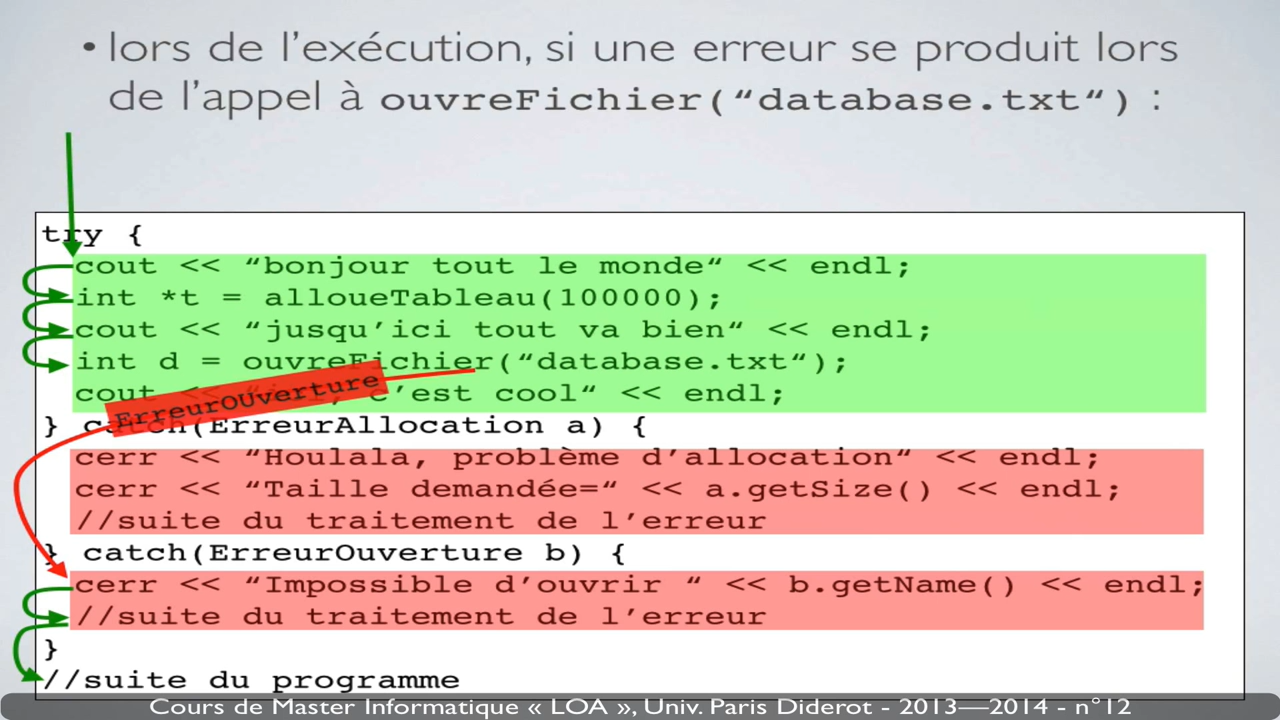 • lors de l’exécution, si une erreur se produit lors
de l’appel à ouvreFichier(“database.txt“) :
try {
cout << “bonjour tout le monde“ << endl;
int *t = alloueTableau(100000);
cout << “jusqu’ici tout va bien“ << endl;
int d = ouvreFichier(“database.txt“);
cout c’est cool“ << endl;
ErreurOUverture
} catch(ErreurAllocation a) {
cerr << “Houlala, problème d’allocation“ << endl;
cerr << “Taille demandée=“ << a.getSize() << endl;
//suite du traitement de l’erreur
} catch(ErreurOuverture b) {
cerr << “Impossible d’ouvrir “ << b.getName() << endl;
//suite du traitement de l’erreur
}
//suite du programme
Cours de Master Informatique « LOA », Univ. Paris Diderot - 2013—2014 - n°12